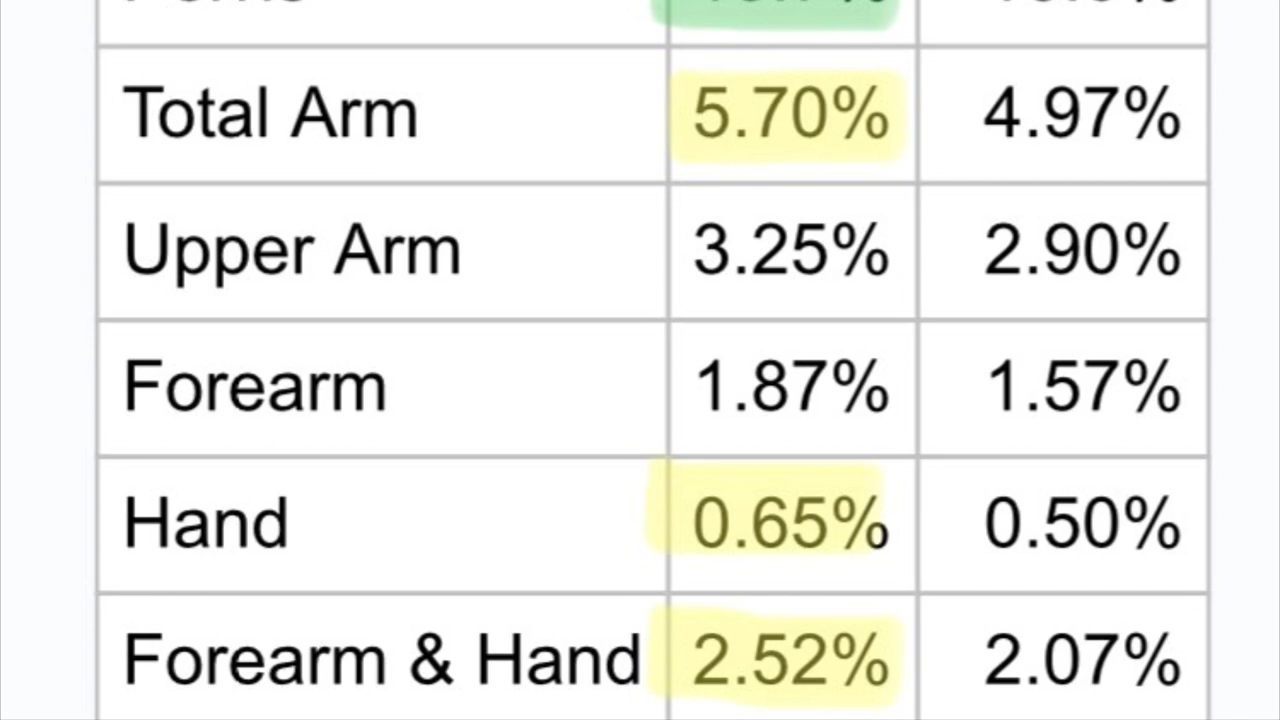 Total Arm 5.70% 4.97%
Upper Arm 3.25% 2.90%
Forearm 1.87% 1.57%
Hand 0.65% 0.50%
Forearm & Hand 2.52% 2.07%